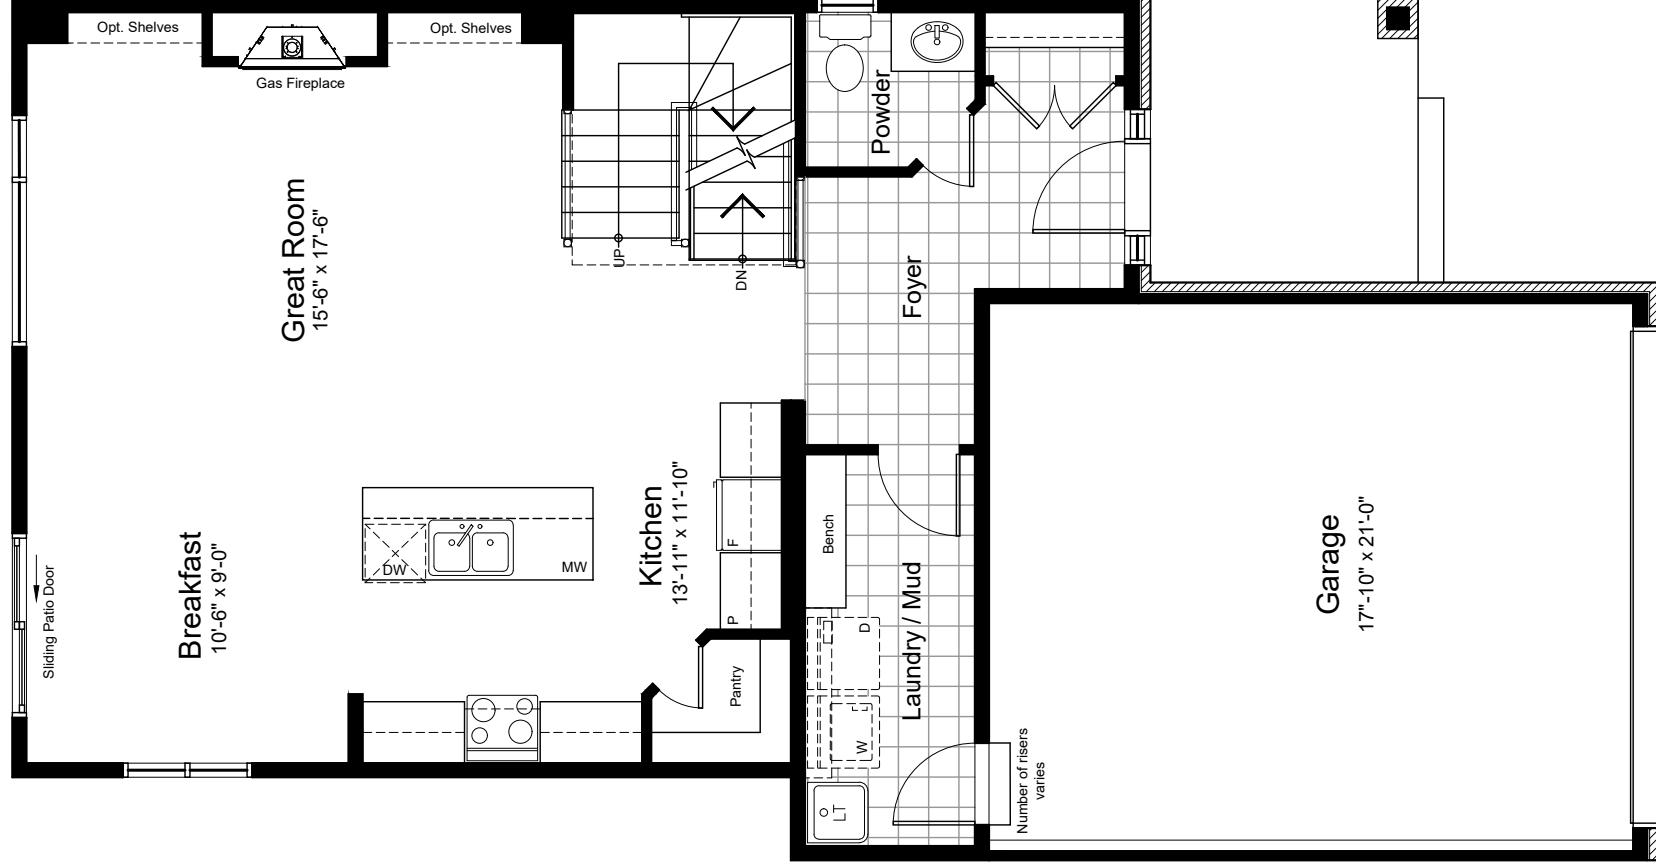 Opt. Shelves
Opt. Shelves
Gas Fireplace
Great Room
15'-6" x 17'-6"
UP
DN
Powder
Foyer
Breakfast
10'-6" x 9'-0"
Sliding Patio Door
DW
MW
Kitchen
13'-11" x 11'-10"
F
P
Pantry
Bench
Laundry / Mud
D
W
LT
Number of risers
varies
Garage
17"-10" x 21'-0"